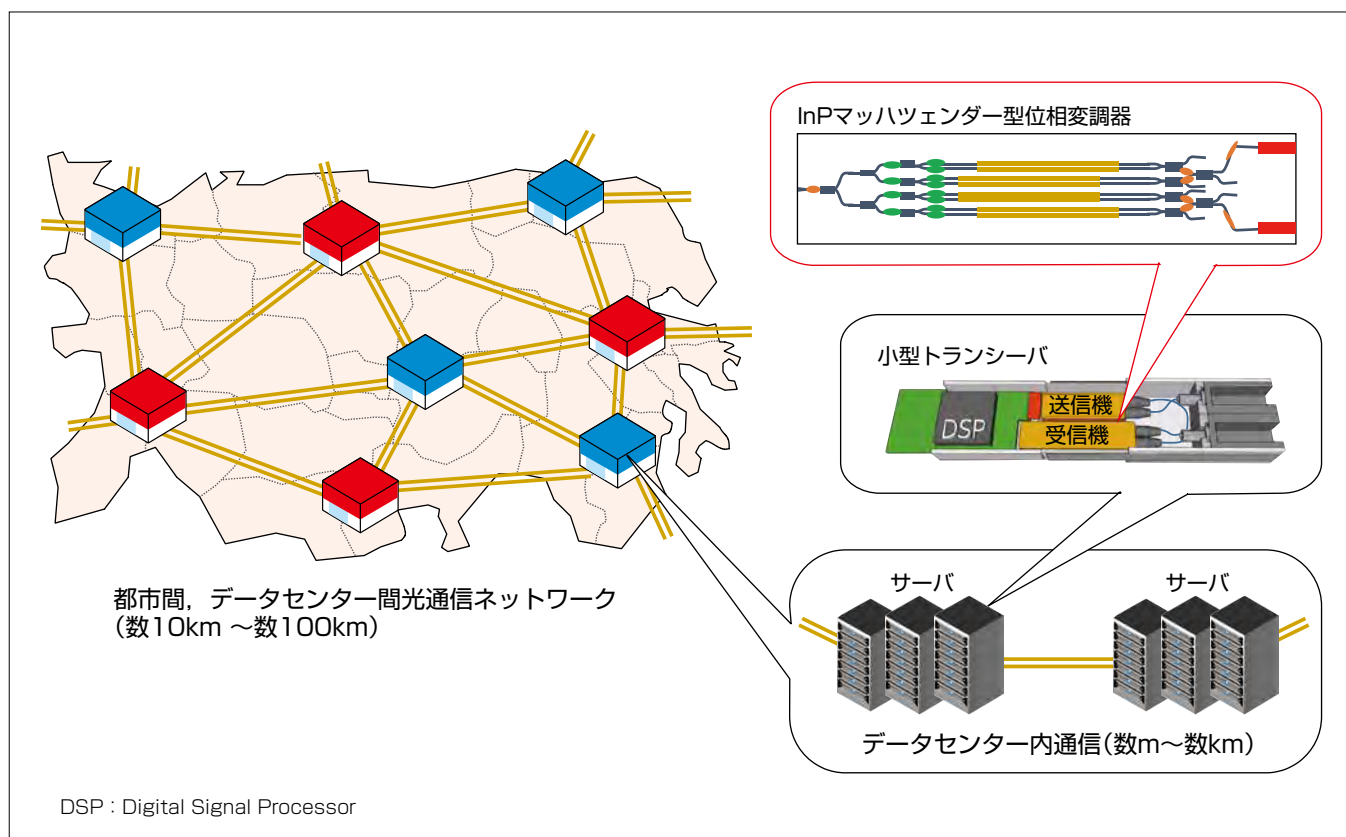 InPマッハツェンダー型位相変調器
小型トランシーバ
DSP
送信機
受信機
サーバ
サーバ
データセンター内通信(数m~数km)
都市間,データセンター間光通信ネットワーク
(数10km ~数100km)
DSP:Digital Signal Processor